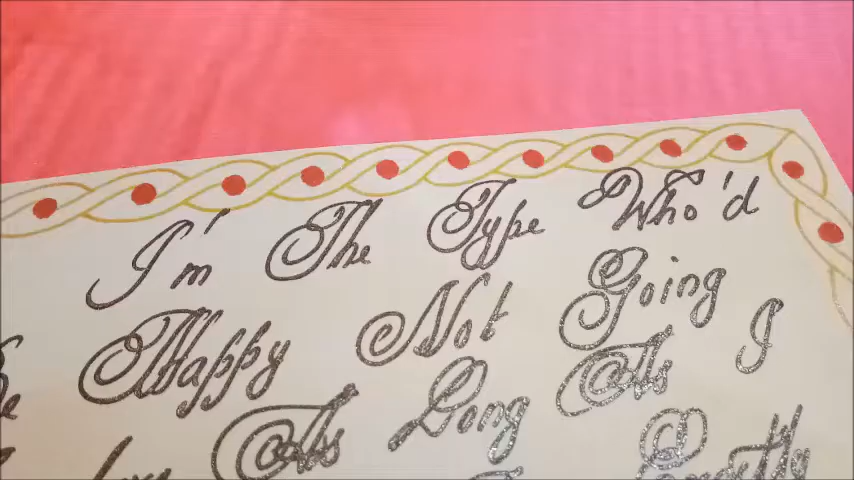 I'm The Type Who'd
Happy Not Going
As Long As I